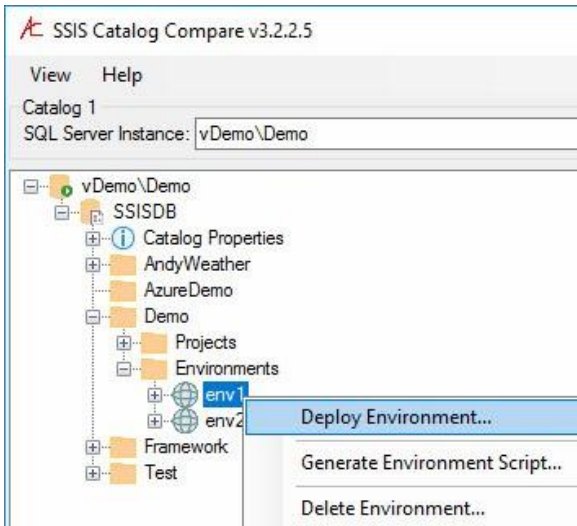 SSIS Catalog Compare v3.2.2.5
View Help
Catalog 1
SQL Server Instance: vDemo\Demo
vDemo\Demo
SSISDB
Catalog Properties
AndyWeather
AzureDemo
Demo
Projects
Environments
env1
Deploy Environment...
env2
Framework
Generate Environment Script...
Test
Delete Environment...